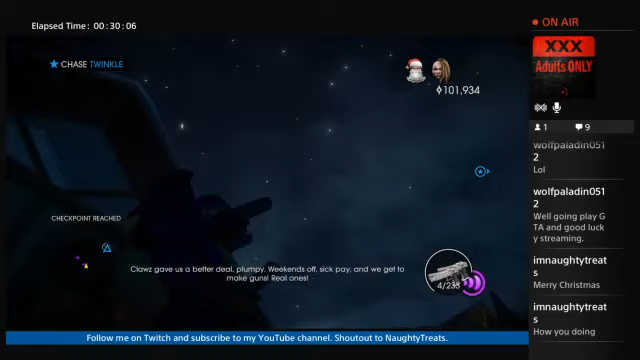 Elapsed Time: 00:30:06
ON AIR
XXX
Adults ONLY
CHASE TWINKLE
101,934
1
9
wolfpaladin051
2
Lol
wolfpaladin051
2
Well going play G
TA and good luck
y streaming.
CHECKPOINT REACHED
imnaughtytreat
s
Merry Christmas
Clawz gave us a better deal, plumpy. Weekends off, sick pay, and we get to
make guns! Real ones!
4/238
imnaughtytreat
s
How you doing
Follow me on Twitch and subscribe to my YouTube channel. Shoutout to NaughtyTreats.